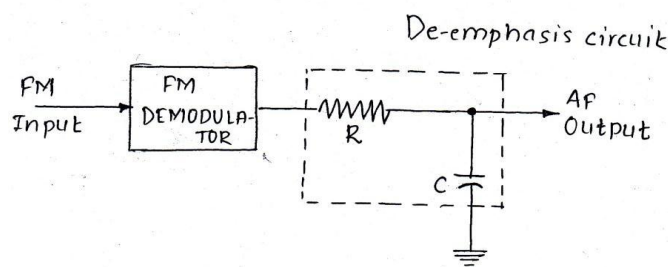 De-emphasis circuit
FM
Input
FM
DEMODULA-
TOR
R
C
AF
Output